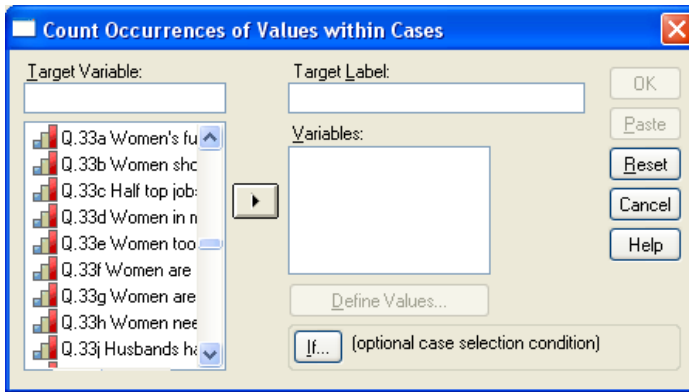 Count Occurrences of Values within Cases
Target Variable:
Target Label:
OK
Paste
Reset
Cancel
Help
Variables:
Q.33a Women's fu
Q.33b Women sho
Q.33c Half top job
Q.33d Women in
Q.33e Women too
Q.33f Women are
Q.33g Women are
Q.33h Women nee
Q.33j Husbands ha
Define Values...
If... (optional case selection condition)